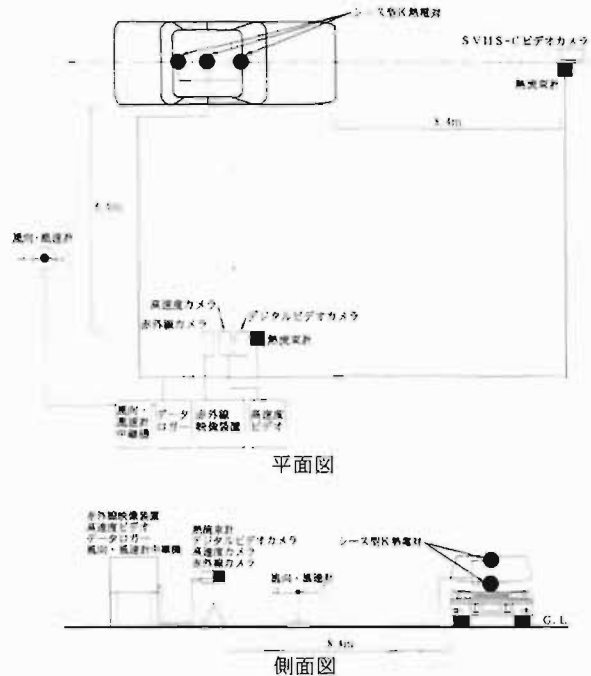 シース型K熱電対
SVHS-Cビデオカメラ
熱流束計
8.4m
風向・風速計
高速度カメラ
赤外線カメラ
デジタルビデオカメラ
熱流束計
風向・
風速計
中継機
データ
ロガー
赤外線
映像装置
高速度
ビデオ
平面図
赤外線映像装置
高速度ビデオ
データロガー
風向・風速計中継機
熱流束計
デジタルビデオカメラ
高速度カメラ
赤外線カメラ
風向・風速計
シース型K熱電対
G.L
8.4m
側面図